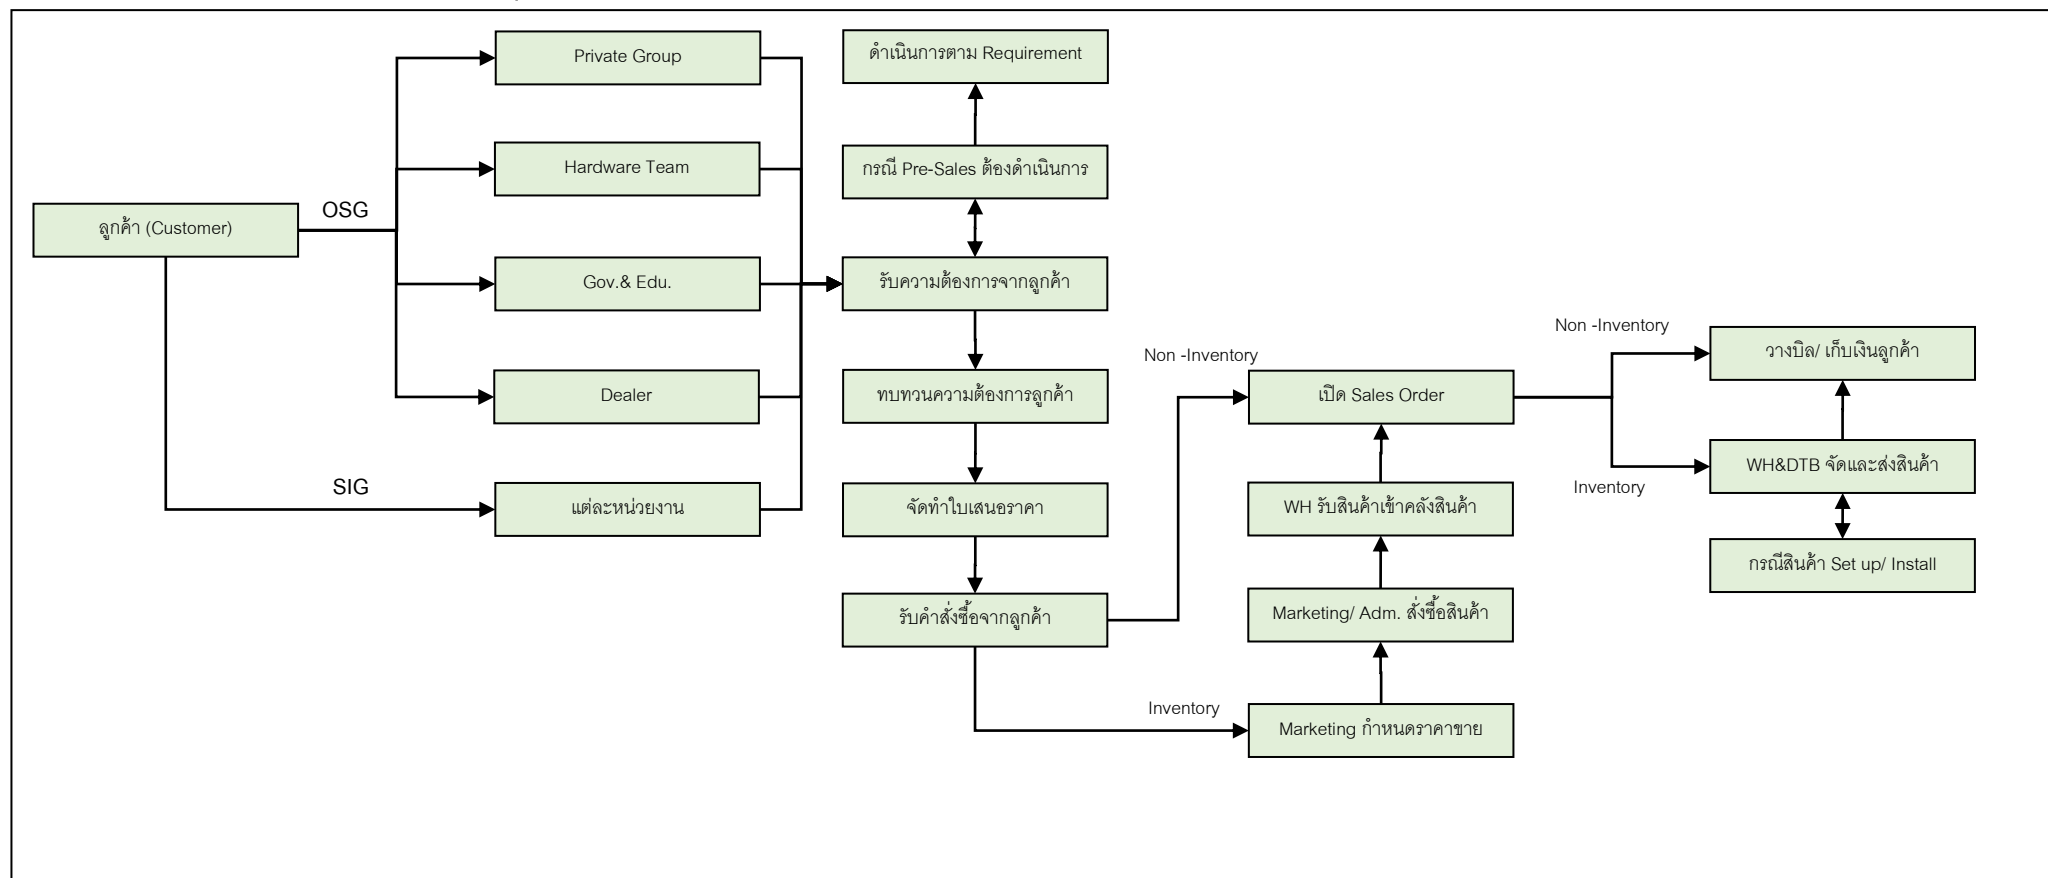 Private Group
ดำเนินการตาม Requirement
Hardware Team
กรณี Pre-Sales ต้องดำเนินการ
OSG
ลูกค้า (Customer)
Gov.& Edu.
รับความต้องการจากลูกค้า
Non -Inventory
วางบิล/ เก็บเงินลูกค้า
Non -Inventory
Dealer
ทบทวนความต้องการลูกค้า
เปิด Sales Order
WH&DTB จัดและส่งสินค้า
Inventory
SIG
แต่ละหน่วยงาน
จัดทำใบเสนอราคา
WH รับสินค้าเข้าคลังสินค้า
กรณีสินค้า Set up/ Install
รับคำสั่งซื้อจากลูกค้า
Marketing/ Adm. สั่งซื้อสินค้า
Inventory
Marketing กำหนดราคาขาย